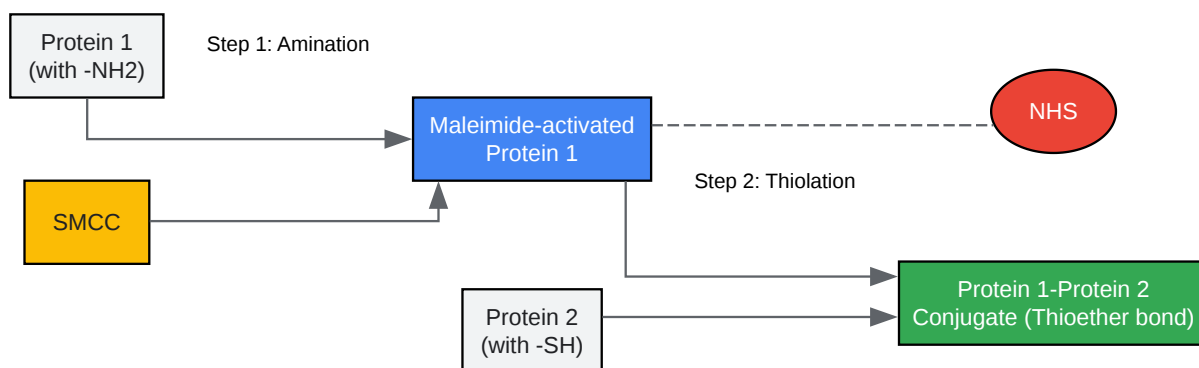 Protein 1
(with -NH2)
Step 1: Amination
Maleimide-activated
Protein 1
NHS
Step 2: Thiolation
SMCC
Protein 2
(with -SH)
Protein 1-Protein 2
Conjugate (Thioether bond)